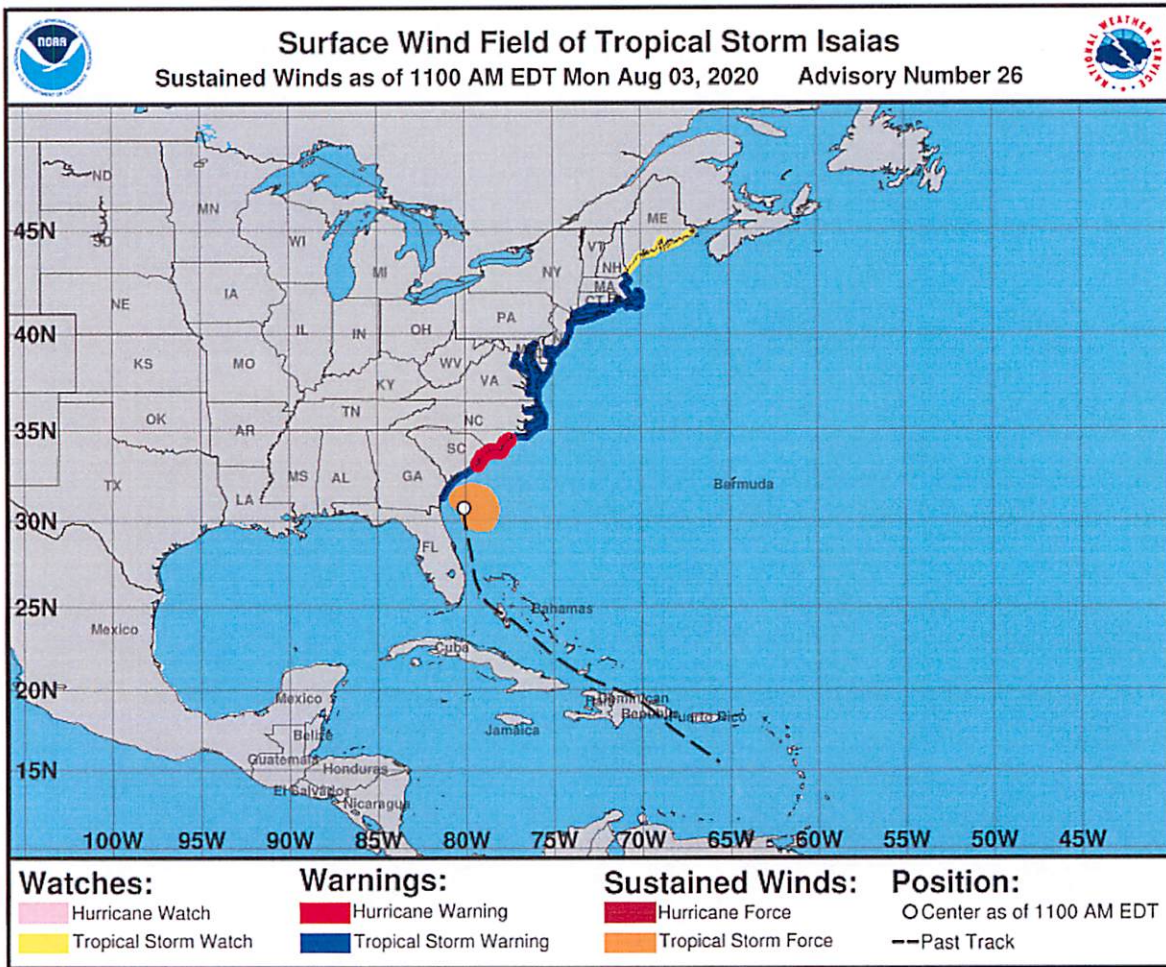 NOAA
NATIONAL WEATHER SERVICE
Surface Wind Field of Tropical Storm Isaias
Sustained Winds as of 1100 AM EDT Mon Aug 03, 2020 Advisory Number 26
ND
MN
ME
45N
SD
WI
VT
MI
NY
NH
MA
NE
IA
CT
PA
IL
IN
OH
40N
KS
MO
WV
VA
KY
OK
TN
NC
35N
AR
SC
MS
AL
GA
TX
LA
Bermuda
30N
FL
25N
Bahamas
Mexico
Cuba
20N
Mexico
Haiti
Dominican
Republic
Puerto Rico
Jamaica
Belize
Guatemala
15N
Honduras
El Salvador
Nicaragua
100W 95W 90W 85W 80W 75W 70W 65W 60W 55W 50W 45W
Watches:
Hurricane Watch
Tropical Storm Watch
Warnings:
Hurricane Warning
Tropical Storm Warning
Sustained Winds:
Hurricane Force
Tropical Storm Force
Position:
Center as of 1100 AM EDT
Past Track